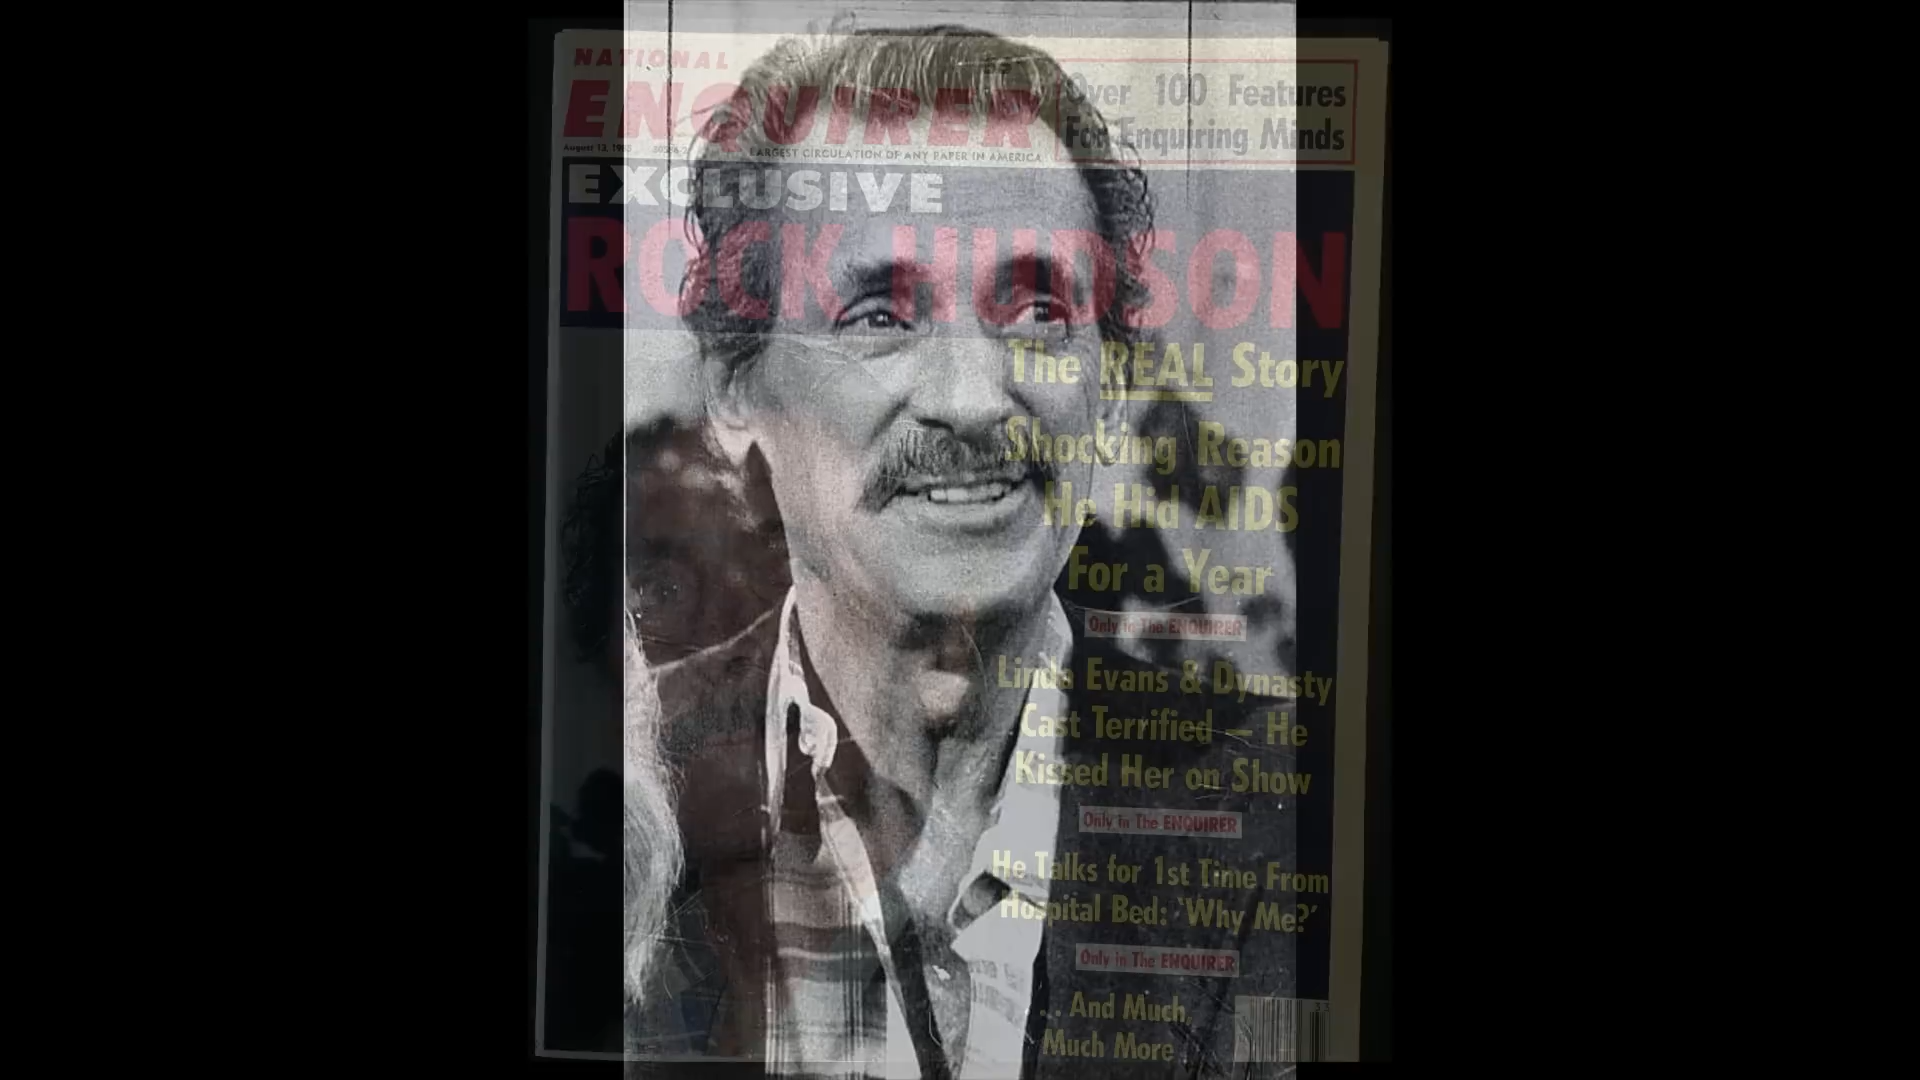 NATIONAL
ENQUIRER
Over 100 Features
For Enquiring Minds
LARGEST CIRCULATION OF ANY PAPER IN AMERICA
August 13,
EXCLUSIVE
ROCK HUDSON
The REAL Story
Shocking Reason
He Hid AIDS
For a Year
Only in The ENQUIRER
Linda Evans & Dynasty
Cast Terrified — He
Kissed Her on Show
Only in The ENQUIRER
He Talks for 1st Time From
Hospital Bed: ‘Why Me?’
Only in The ENQUIRER
... And Much,
Much More